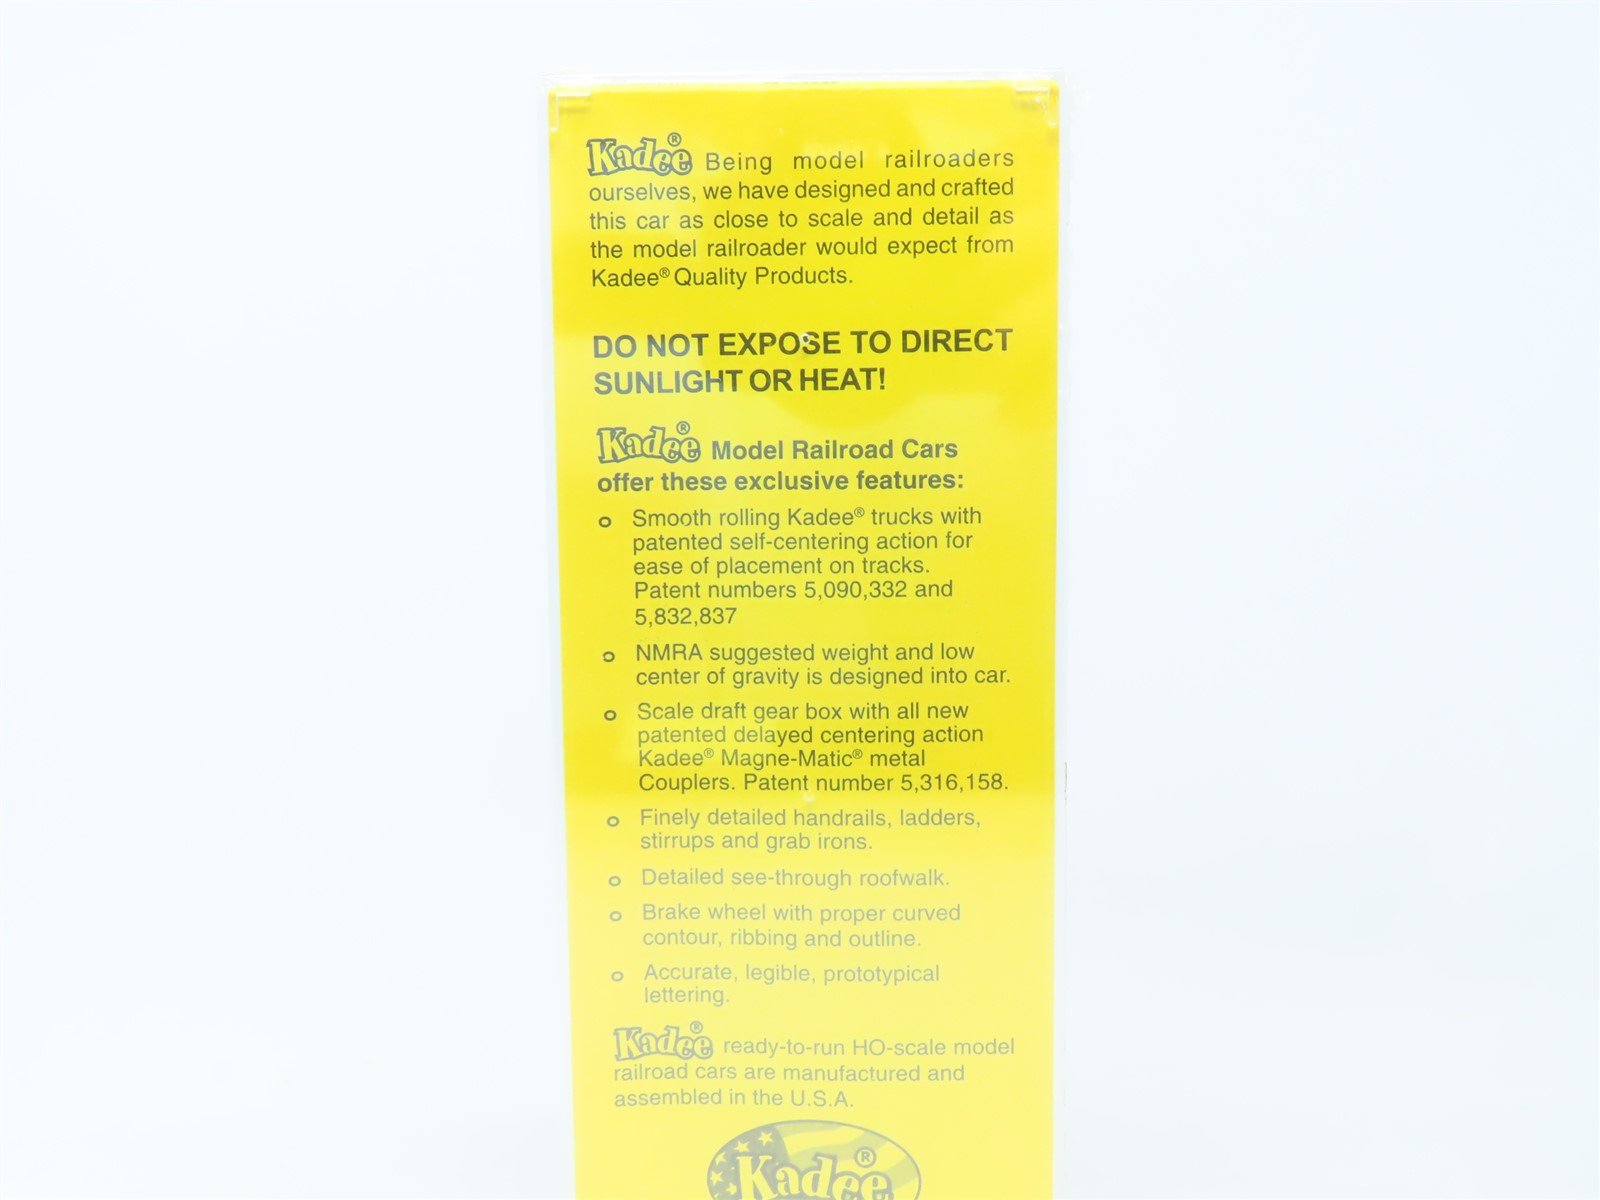 Kadee® Being model railroaders
ourselves, we have designed and crafted
this car as close to scale and detail as
the model railroader would expect from
Kadee® Quality Products.
DO NOT EXPOSE TO DIRECT
SUNLIGHT OR HEAT!
Kadee® Model Railroad Cars
offer these exclusive features:
o Smooth rolling Kadee® trucks with
patented self-centering action for
ease of placement on tracks.
Patent numbers 5,090,332 and
5,832,837
o NMRA suggested weight and low
center of gravity is designed into car.
o Scale draft gear box with all new
patented delayed centering action
Kadee® Magne-Matic® metal
Couplers. Patent number 5,316,158.
o Finely detailed handrails, ladders,
stirrups and grab irons.
o Detailed see-through roofwalk.
o Brake wheel with proper curved
contour, ribbing and outline.
o Accurate, legible, prototypical
lettering.
Kadee® ready-to-run HO-scale model
railroad cars are manufactured and
assembled in the U.S.A.
Kadee®